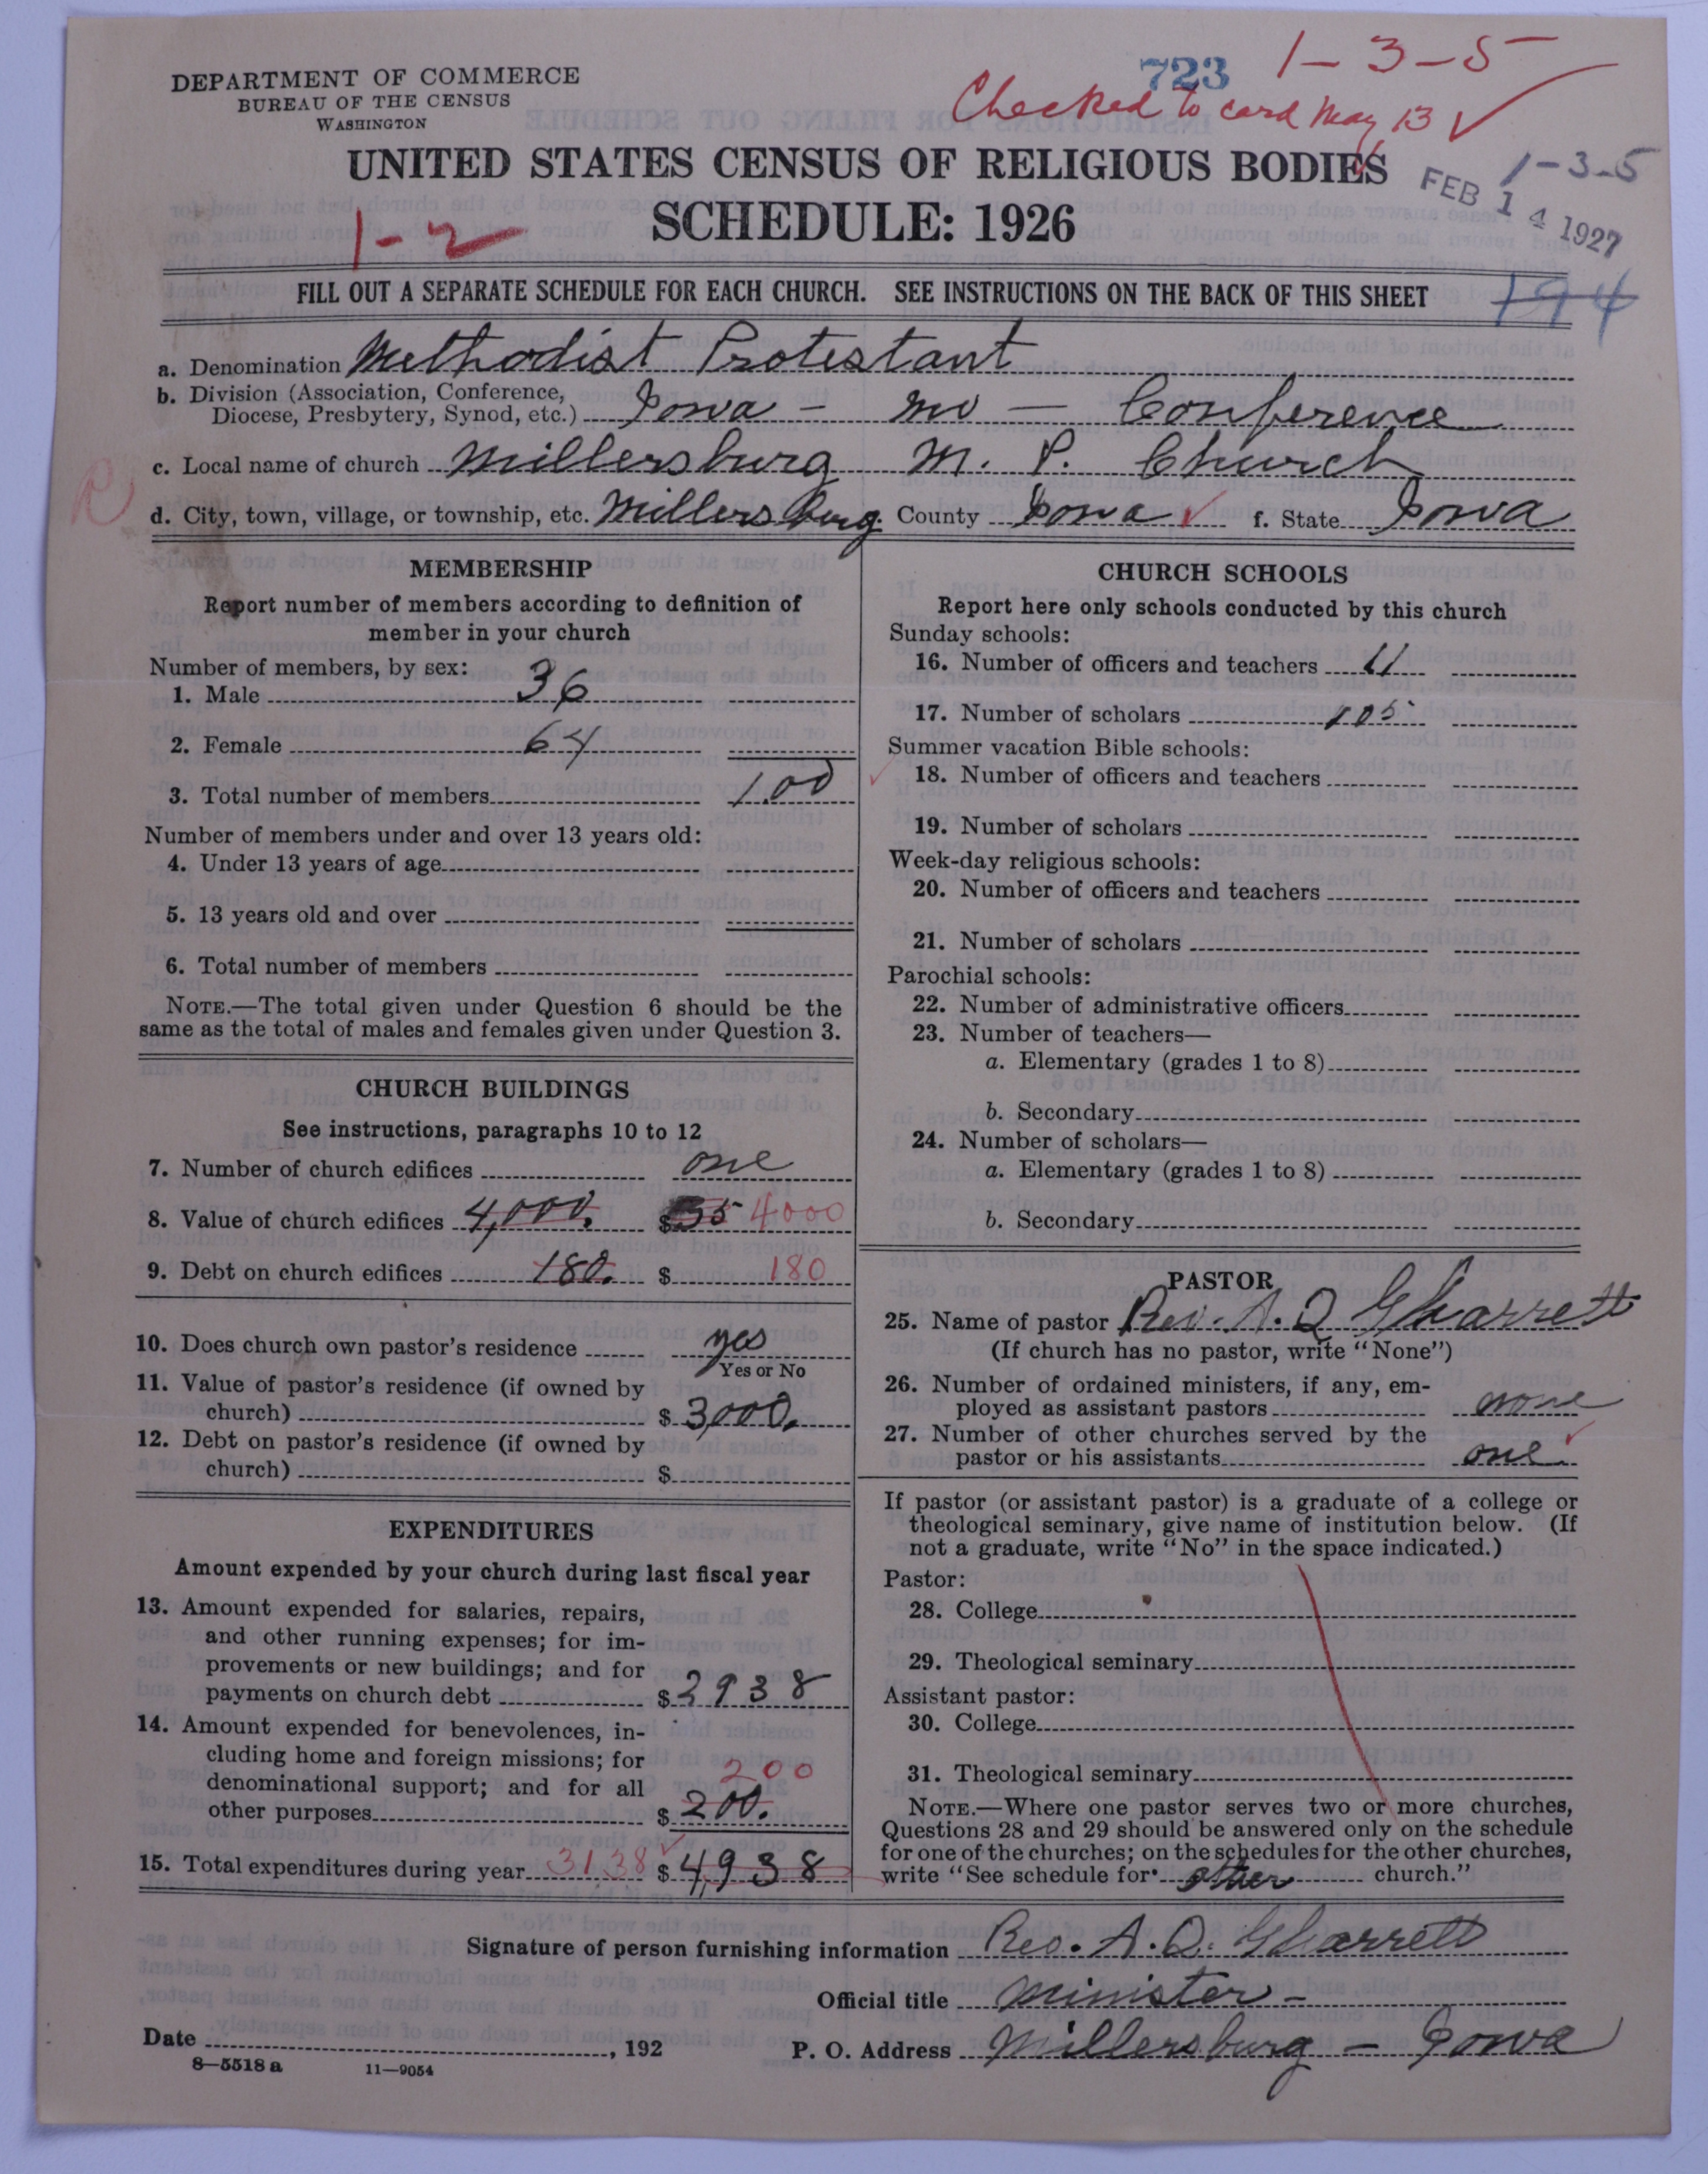 723 1-3-5
DEPARTMENT OF COMMERCE
BUREAU OF THE CENSUS
WASHINGTON
Checked to card May 13 ✓
UNITED STATES CENSUS OF RELIGIOUS BODIES
1-3-5
FEB 14 1927
1-2
SCHEDULE: 1926
FILL OUT A SEPARATE SCHEDULE FOR EACH CHURCH. SEE INSTRUCTIONS ON THE BACK OF THIS SHEET
194
a. Denomination Methodist Protestant
b. Division (Association, Conference,
Diocese, Presbytery, Synod, etc.) Iowa - Mo - Conference
c. Local name of church Millersburg M. P. Church
R
d. City, town, village, or township, etc. Millersburg. County Iowa ✓ f. State Iowa
MEMBERSHIP
Report number of members according to definition of
member in your church
Number of members, by sex:
1. Male 36
2. Female 64
3. Total number of members 100
Number of members under and over 13 years old:
4. Under 13 years of age
5. 13 years old and over
6. Total number of members
NOTE.—The total given under Question 6 should be the
same as the total of males and females given under Question 3.
CHURCH BUILDINGS
See instructions, paragraphs 10 to 12
7. Number of church edifices one
8. Value of church edifices 4,000. $ 35 4000
9. Debt on church edifices 180. $ 180
10. Does church own pastor's residence yes
Yes or No
11. Value of pastor's residence (if owned by
church) $ 3000.
12. Debt on pastor's residence (if owned by
church) $
EXPENDITURES
Amount expended by your church during last fiscal year
13. Amount expended for salaries, repairs,
and other running expenses; for im-
provements or new buildings; and for
payments on church debt $ 2938
14. Amount expended for benevolences, in-
cluding home and foreign missions; for
denominational support; and for all 200
other purposes $ 200.
15. Total expenditures during year 3138 $ 4,938
CHURCH SCHOOLS
Report here only schools conducted by this church
Sunday schools:
16. Number of officers and teachers 11
17. Number of scholars 105
Summer vacation Bible schools:
✓ 18. Number of officers and teachers
19. Number of scholars
Week-day religious schools:
20. Number of officers and teachers
21. Number of scholars
Parochial schools:
22. Number of administrative officers
23. Number of teachers—
a. Elementary (grades 1 to 8)
b. Secondary
24. Number of scholars—
a. Elementary (grades 1 to 8)
b. Secondary
PASTOR
25. Name of pastor Rev. A. Q Gharrett
(If church has no pastor, write "None")
26. Number of ordained ministers, if any, em-
ployed as assistant pastors none
27. Number of other churches served by the
pastor or his assistants one ✓
If pastor (or assistant pastor) is a graduate of a college or
theological seminary, give name of institution below. (If
not a graduate, write "No" in the space indicated.)
Pastor:
28. College
29. Theological seminary
Assistant pastor:
30. College
31. Theological seminary
NOTE.—Where one pastor serves two or more churches,
Questions 28 and 29 should be answered only on the schedule
for one of the churches; on the schedules for the other churches,
write "See schedule for other church."
Signature of person furnishing information Rev. A. Q. Gharrett
Official title Minister -
Date , 192 P. O. Address Millersburg - Iowa
8—5518 a 11—9054